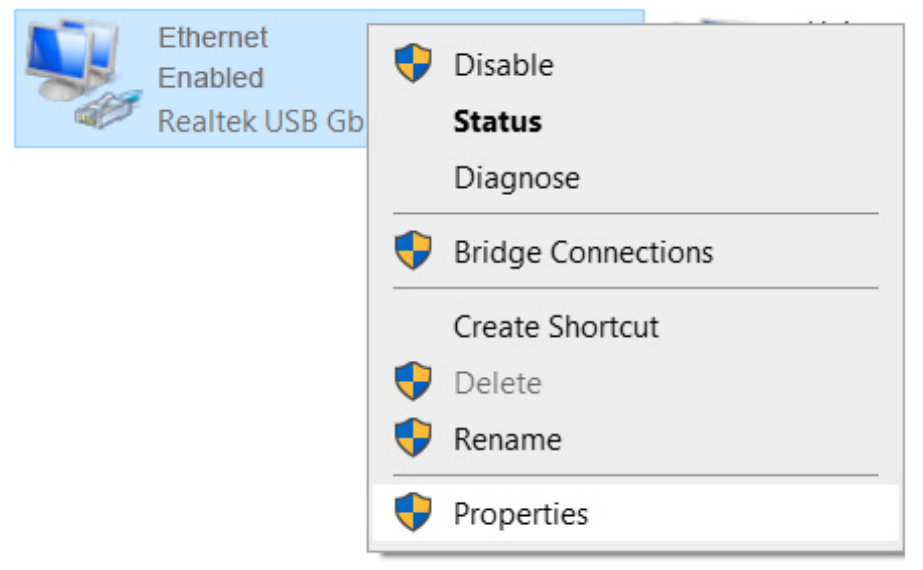 Ethernet
Enabled
Realtek USB Gb
Disable
Status
Diagnose
Bridge Connections
Create Shortcut
Delete
Rename
Properties